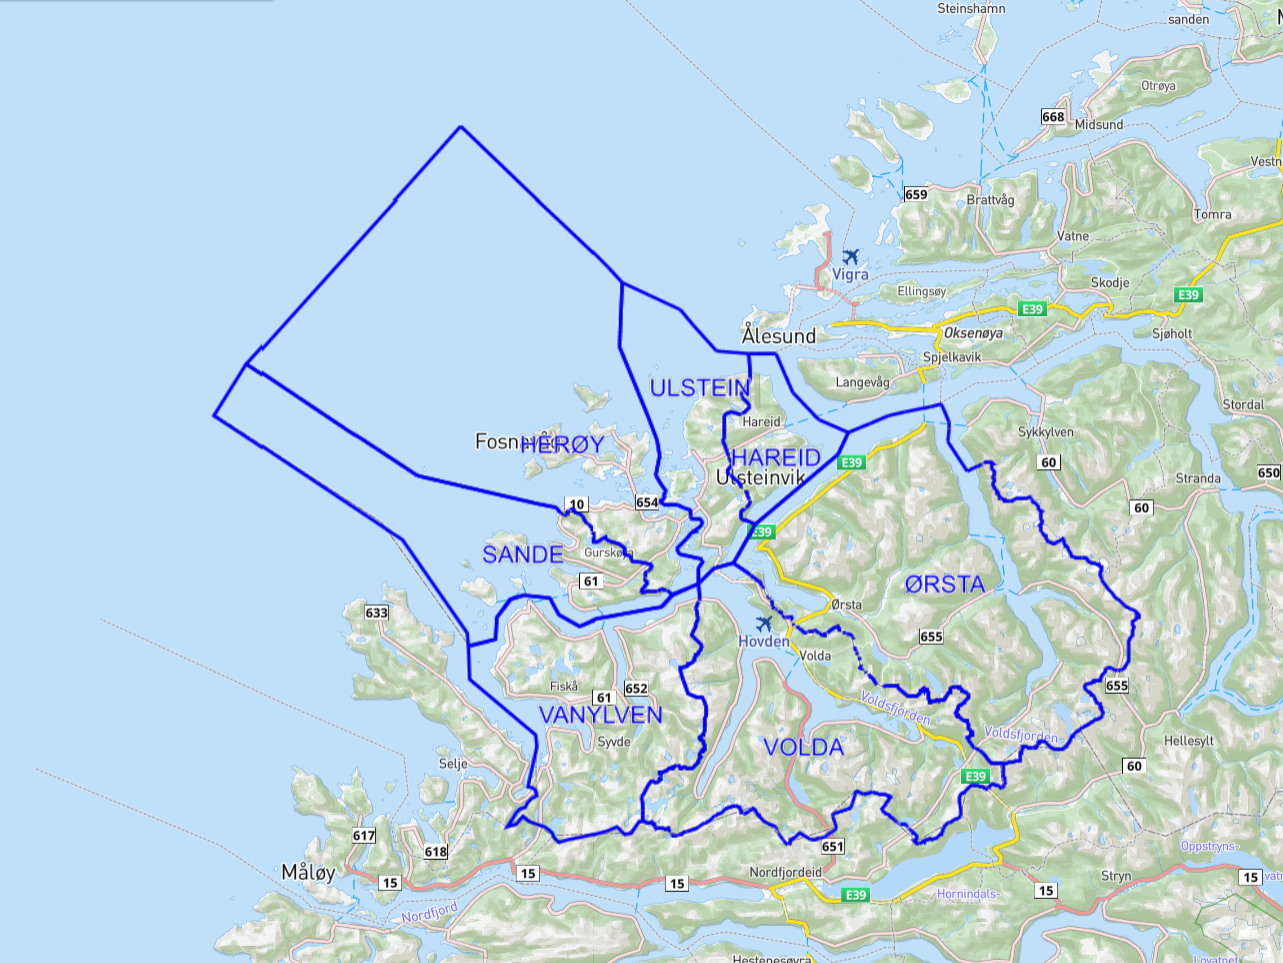 Steinshamn
sanden
Otrøya
668
Midsund
Vestn
659
Brattvåg
Tomra
Vatne
Vigra
Skodje
Ellingsøy
E39
E39
Ålesund
Oksenøya
Sjøholt
Spjelkavik
Langevåg
ULSTEIN
Stordal
Hareid
Sykkylven
HERØY
HAREID
E39
60
650
Ulsteinvik
Stranda
10
654
60
E39
SANDE
Gurskøya
61
ØRSTA
633
Ørsta
Hovden
655
Volda
Fiskå
652
655
61
Voldsfjorden
VANYLVEN
Voldsfjorden
Syvde
VOLDA
Hellesylt
Selje
60
E39
617
618
651
Oppstryns-
Måløy
15
15
15
Nordfjordeid
15
Stryn
15
vatr
E39
Hornindals-
Nordfjord
Hestenesøyra
Lovatnet